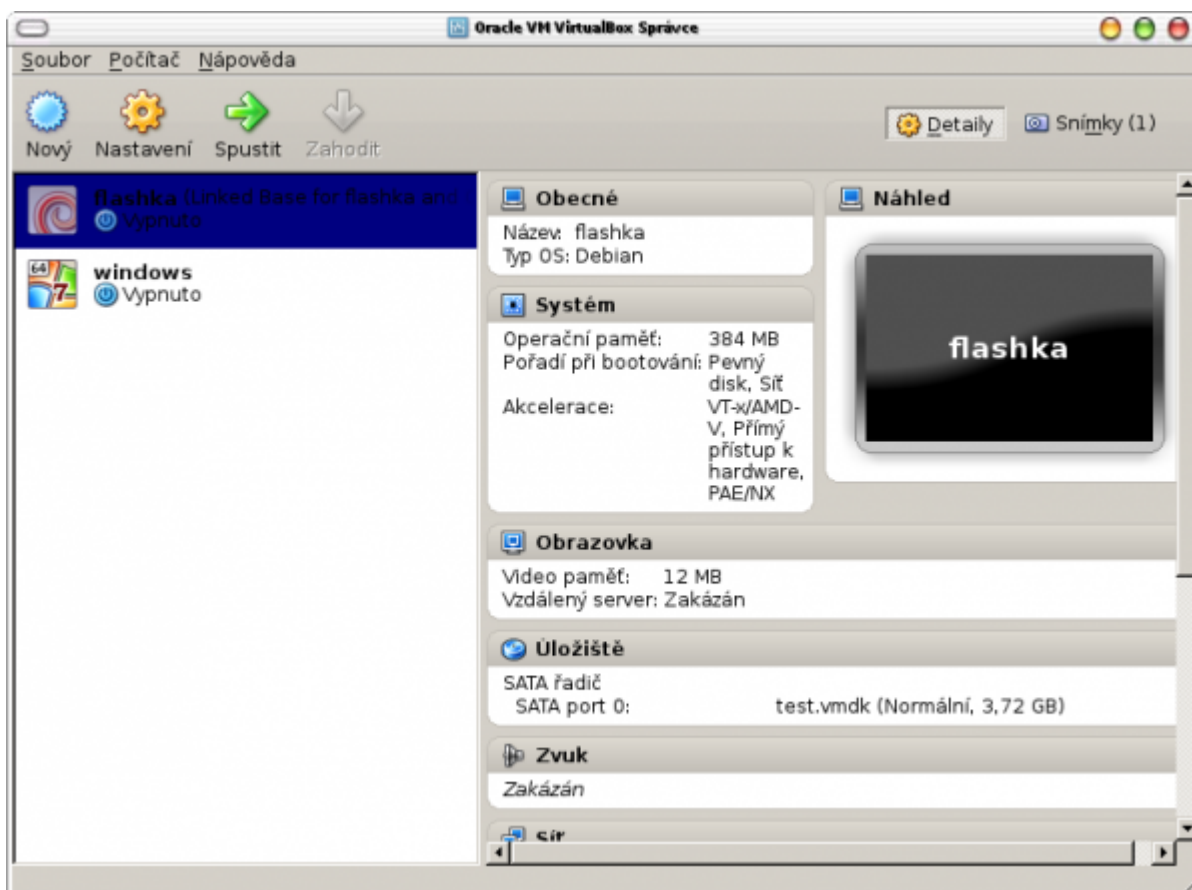 Oracle VM VirtualBox Správce
Soubor Počítač Nápověda
Nový Nastavení Spustit Zahodit
Detaily Snímky (1)
flashka (Linked Base for flashka and
Vypnuto
64
7
windows
Vypnuto
Obecné
Název: flashka
Typ OS: Debian
Náhled
flashka
Systém
Operační paměť: 384 MB
Pořadí při bootování: Pevný
disk, Síť
Akcelerace: VT-x/AMD-
V, Přímý
přístup k
hardware,
PAE/NX
Obrazovka
Video paměť: 12 MB
Vzdálený server: Zakázán
Úložiště
SATA řadič
SATA port 0: test.vmdk (Normální, 3,72 GB)
Zvuk
Zakázán
Síť